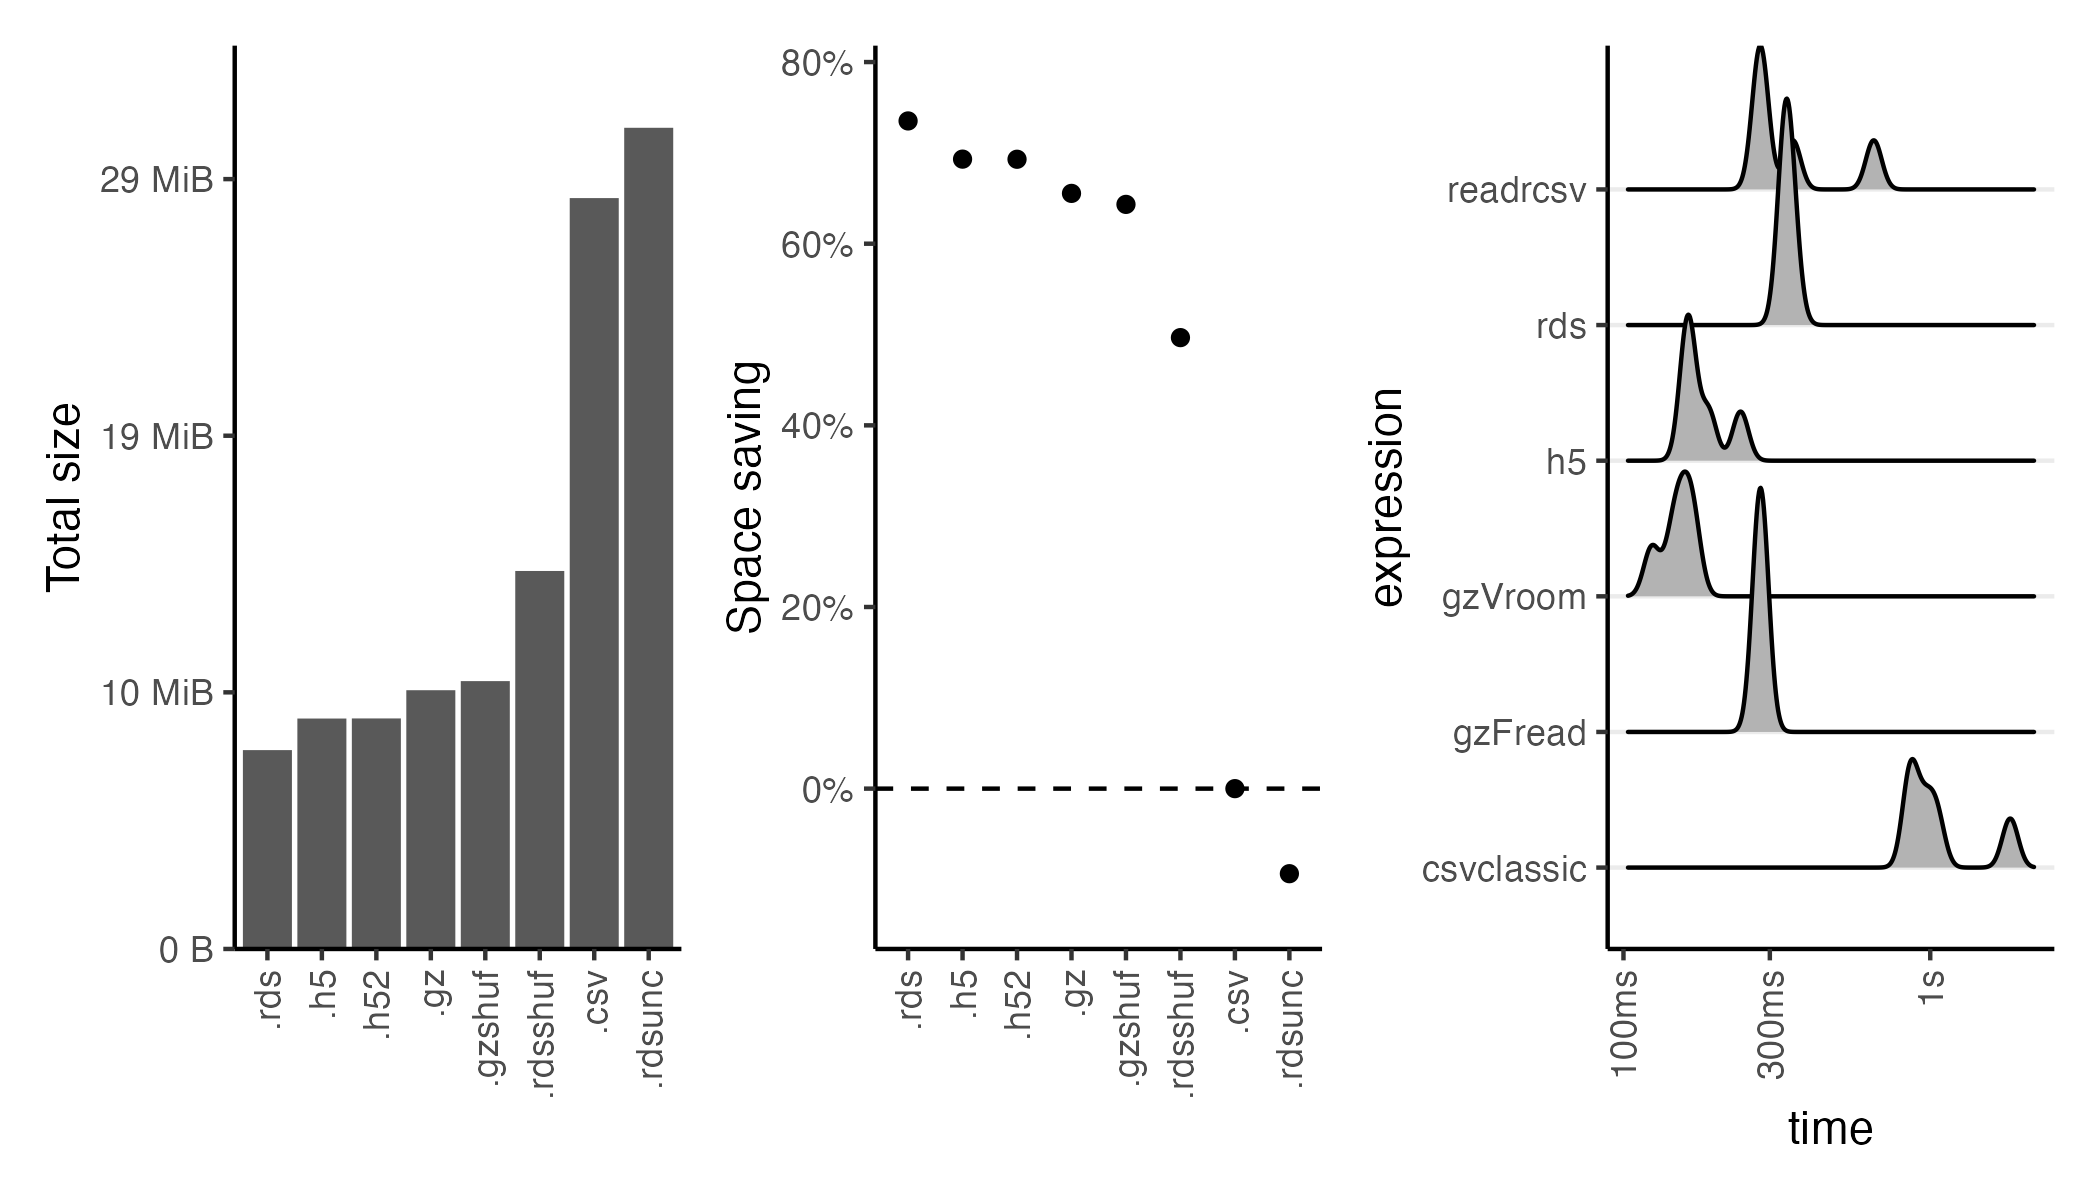 Total size
29 MiB
19 MiB
10 MiB
0 B
.rds
.h5
.h52
.gz
.gzshuf
.rdsshuf
.csv
.rdsunc
Space saving
80%
60%
40%
20%
0%
.rds
.h5
.h52
.gz
.gzshuf
.rdsshuf
.csv
.rdsunc
expression
readrcsv
rds
h5
gzVroom
gzFread
csvclassic
100ms
300ms
1s
time